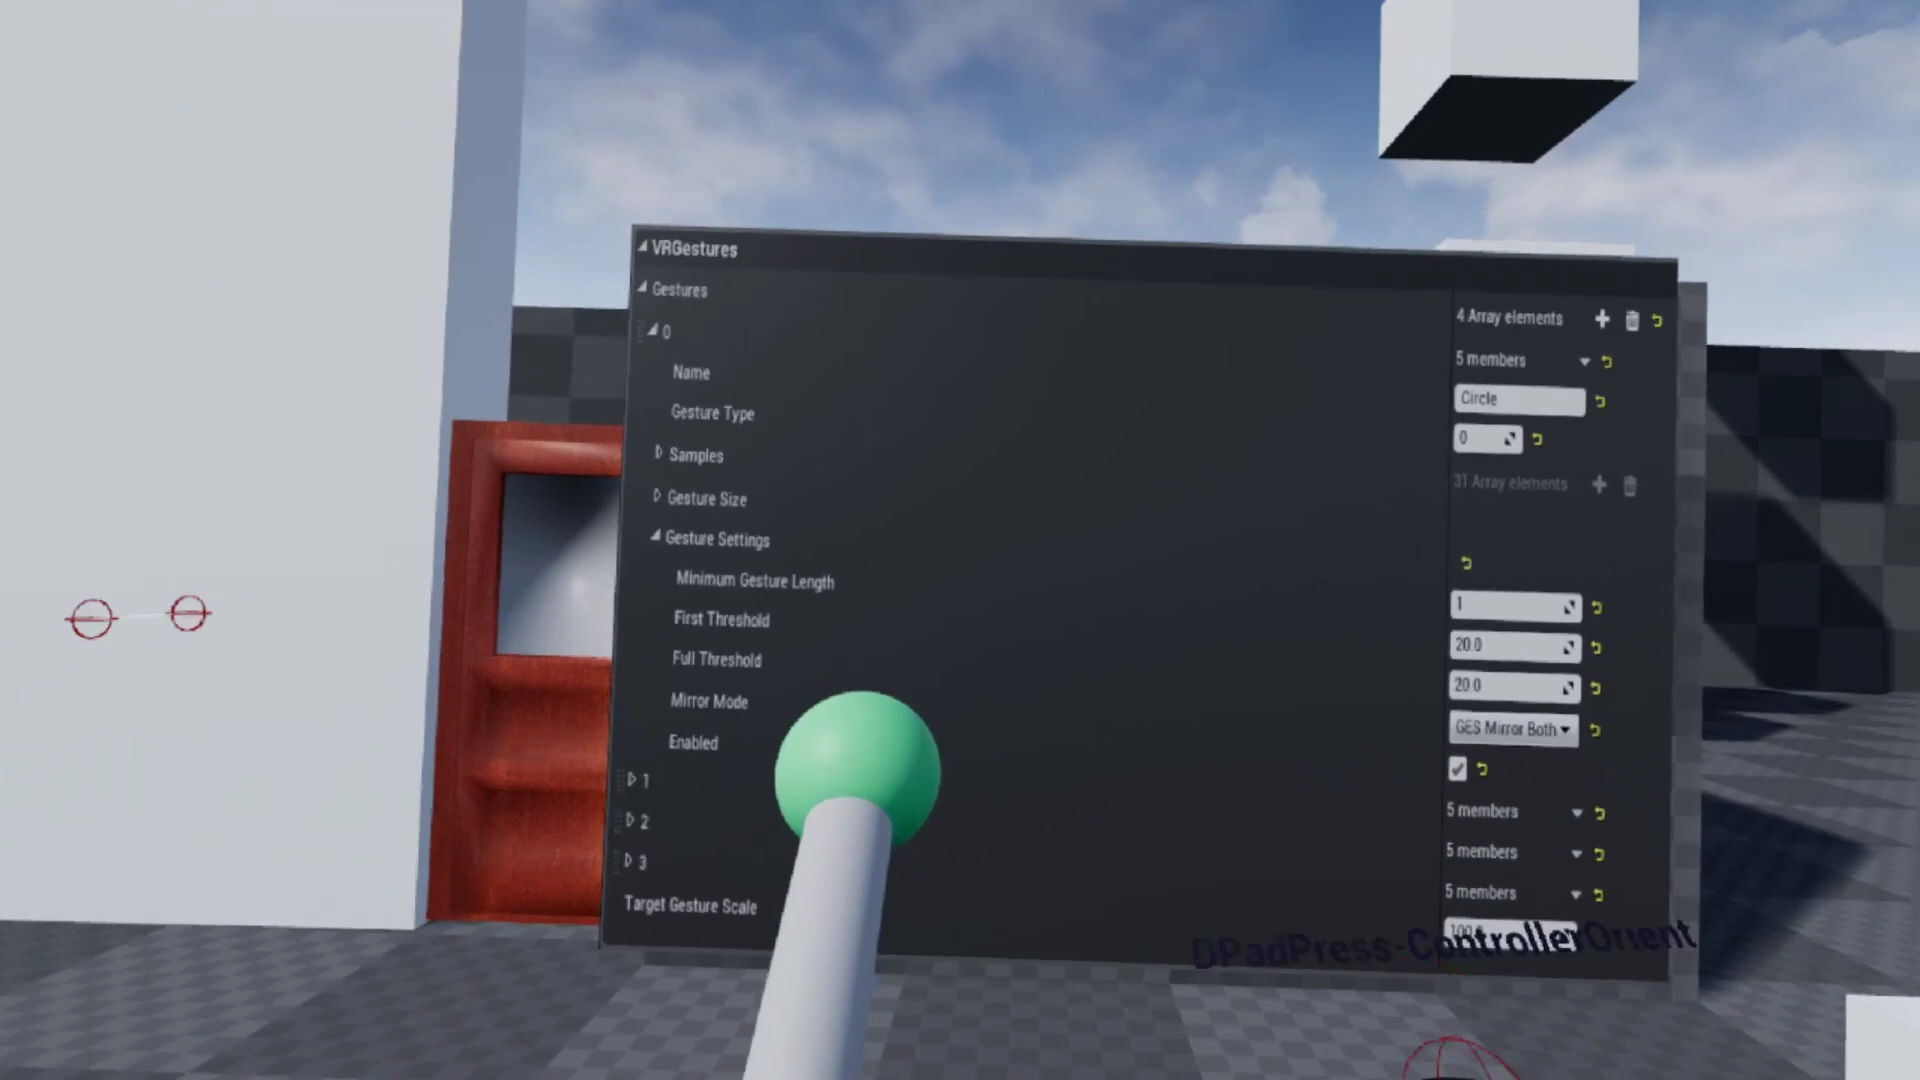 VRGestures
Gestures
4 Array elements
0
5 members
Name
Circle
Gesture Type
0
Samples
31 Array elements
Gesture Size
Gesture Settings
Minimum Gesture Length
1
First Threshold
20.0
Full Threshold
20.0
Mirror Mode
GES Mirror Both
Enabled
1
5 members
2
5 members
3
5 members
Target Gesture Scale
DPadPress-ControllerOrient